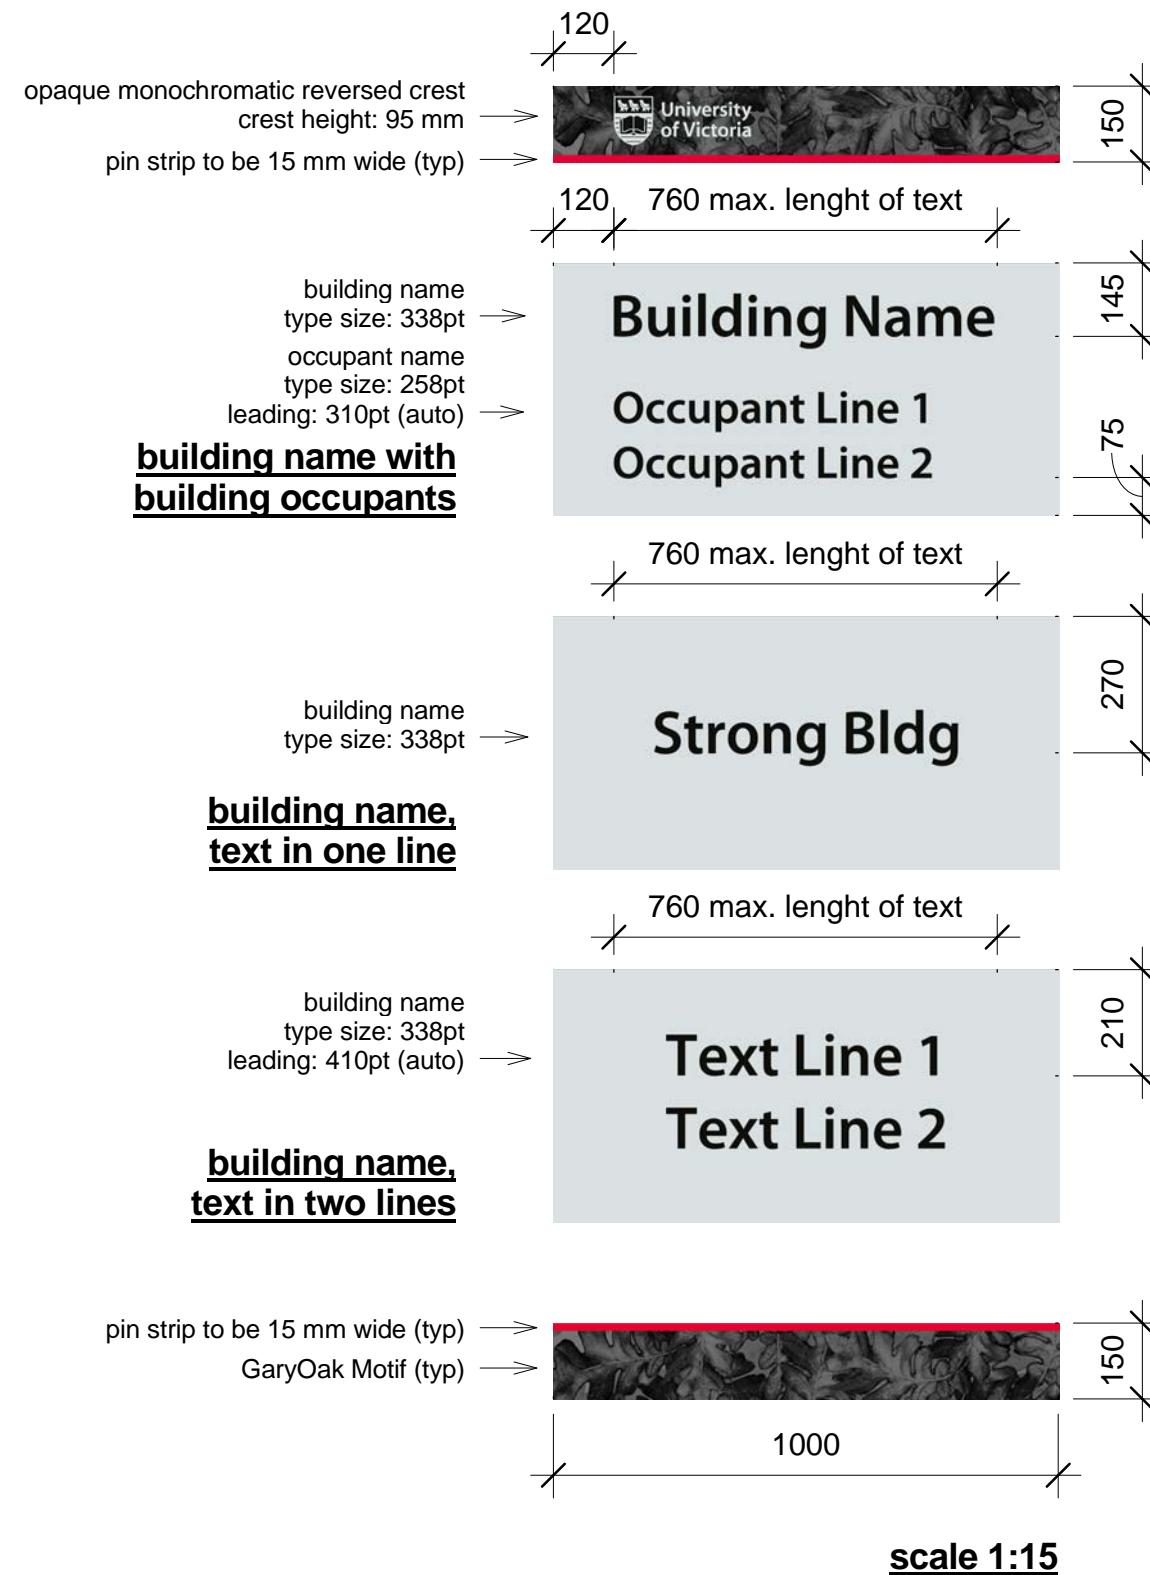 120
opaque monochromatic reversed crest
crest height: 95 mm
University
of Victoria
150
pin strip to be 15 mm wide (typ)
120
760 max. lenght of text
building name
type size: 338pt
Building Name
145
occupant name
type size: 258pt
leading: 310pt (auto)
Occupant Line 1
Occupant Line 2
75
building name with
building occupants
760 max. lenght of text
building name
type size: 338pt
Strong Bldg
270
building name,
text in one line
760 max. lenght of text
building name
type size: 338pt
leading: 410pt (auto)
Text Line 1
Text Line 2
210
building name,
text in two lines
pin strip to be 15 mm wide (typ)
GaryOak Motif (typ)
150
1000
scale 1:15